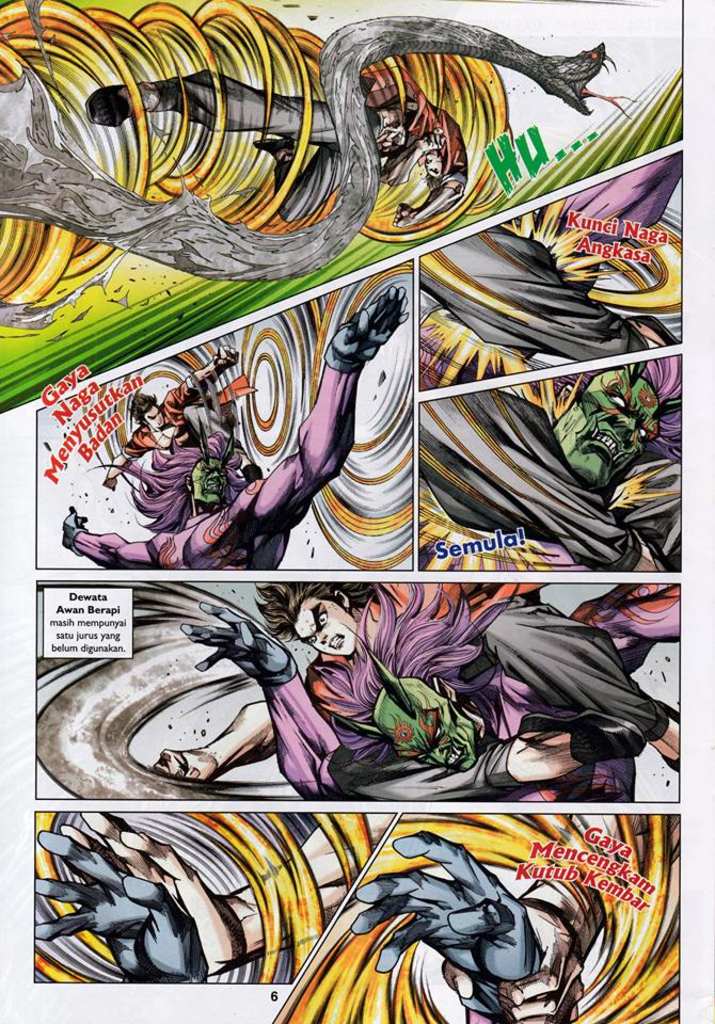 Hu...
Kunci Naga
Angkasa
Gaya
Naga
Menyusutkan
Badan
Semula!
Dewata
Awan Berapi
masih mempunyai
satu jurus yang
belum digunakan.
Gaya
Mencengkam
Kutub Kembar
6